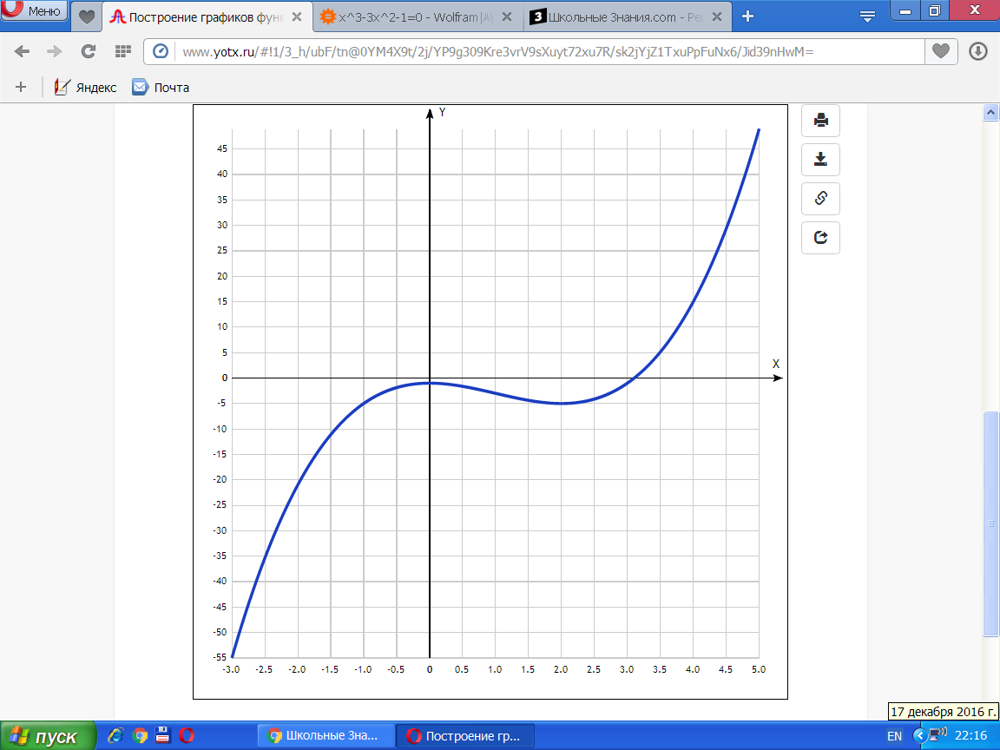 Меню
Построение графиков фун
x^3-3x^2-1=0 - Wolfram|Al
Школьные Знания.com - Ре
www.yotx.ru/#!1/3_h/ubF/tn@0YM4X9t/2j/YP9g309Kre3vrV9sXuyt72xu7R/sk2jYjZ1TxuPpFuNx6/Jid39nHwM=
Яндекс
Почта
Y
45
40
35
30
25
20
15
10
5
X
0
-5
-10
-15
-20
-25
-30
-35
-40
-45
-50
-55
-3.0 -2.5 -2.0 -1.5 -1.0 -0.5 0 0.5 1.0 1.5 2.0 2.5 3.0 3.5 4.0 4.5 5.0
17 декабря 2016 г.
пуск
Школьные Зна...
Построение гр...
EN
22:16